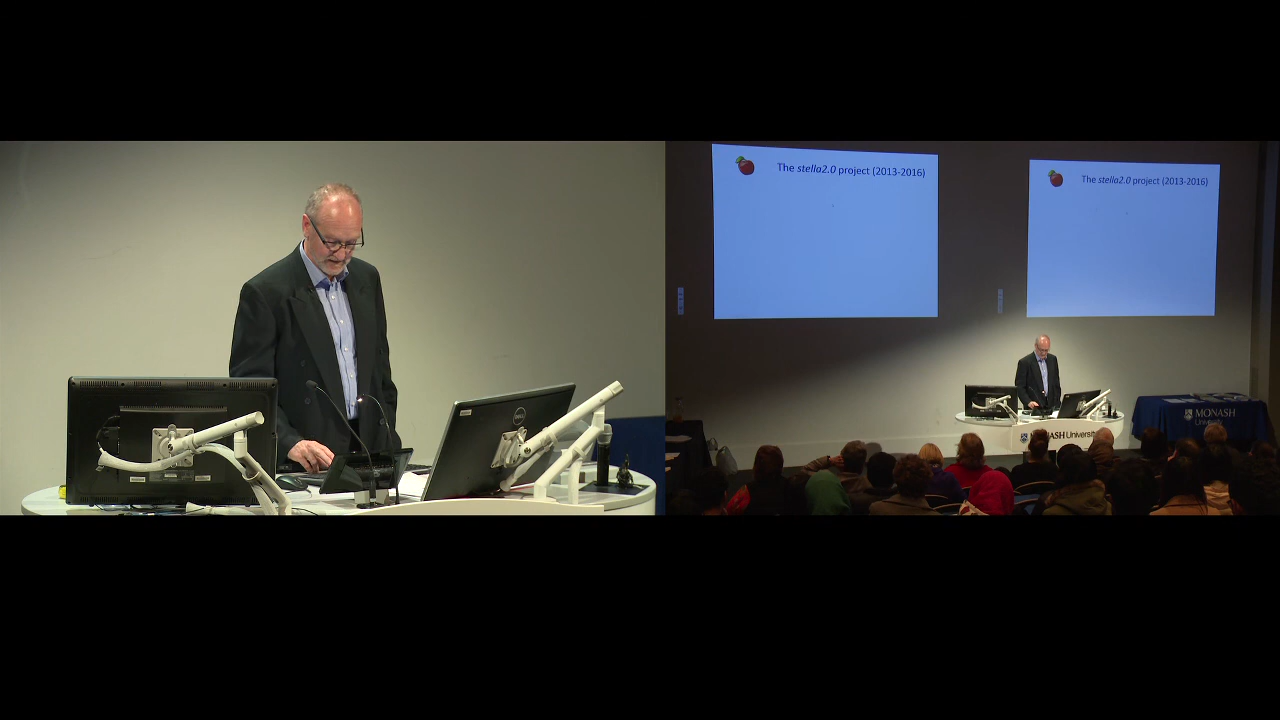 The stella2.0 project (2013-2016)
The stella2.0 project (2013-2016)
DELL
MONASH
University
MONASH University